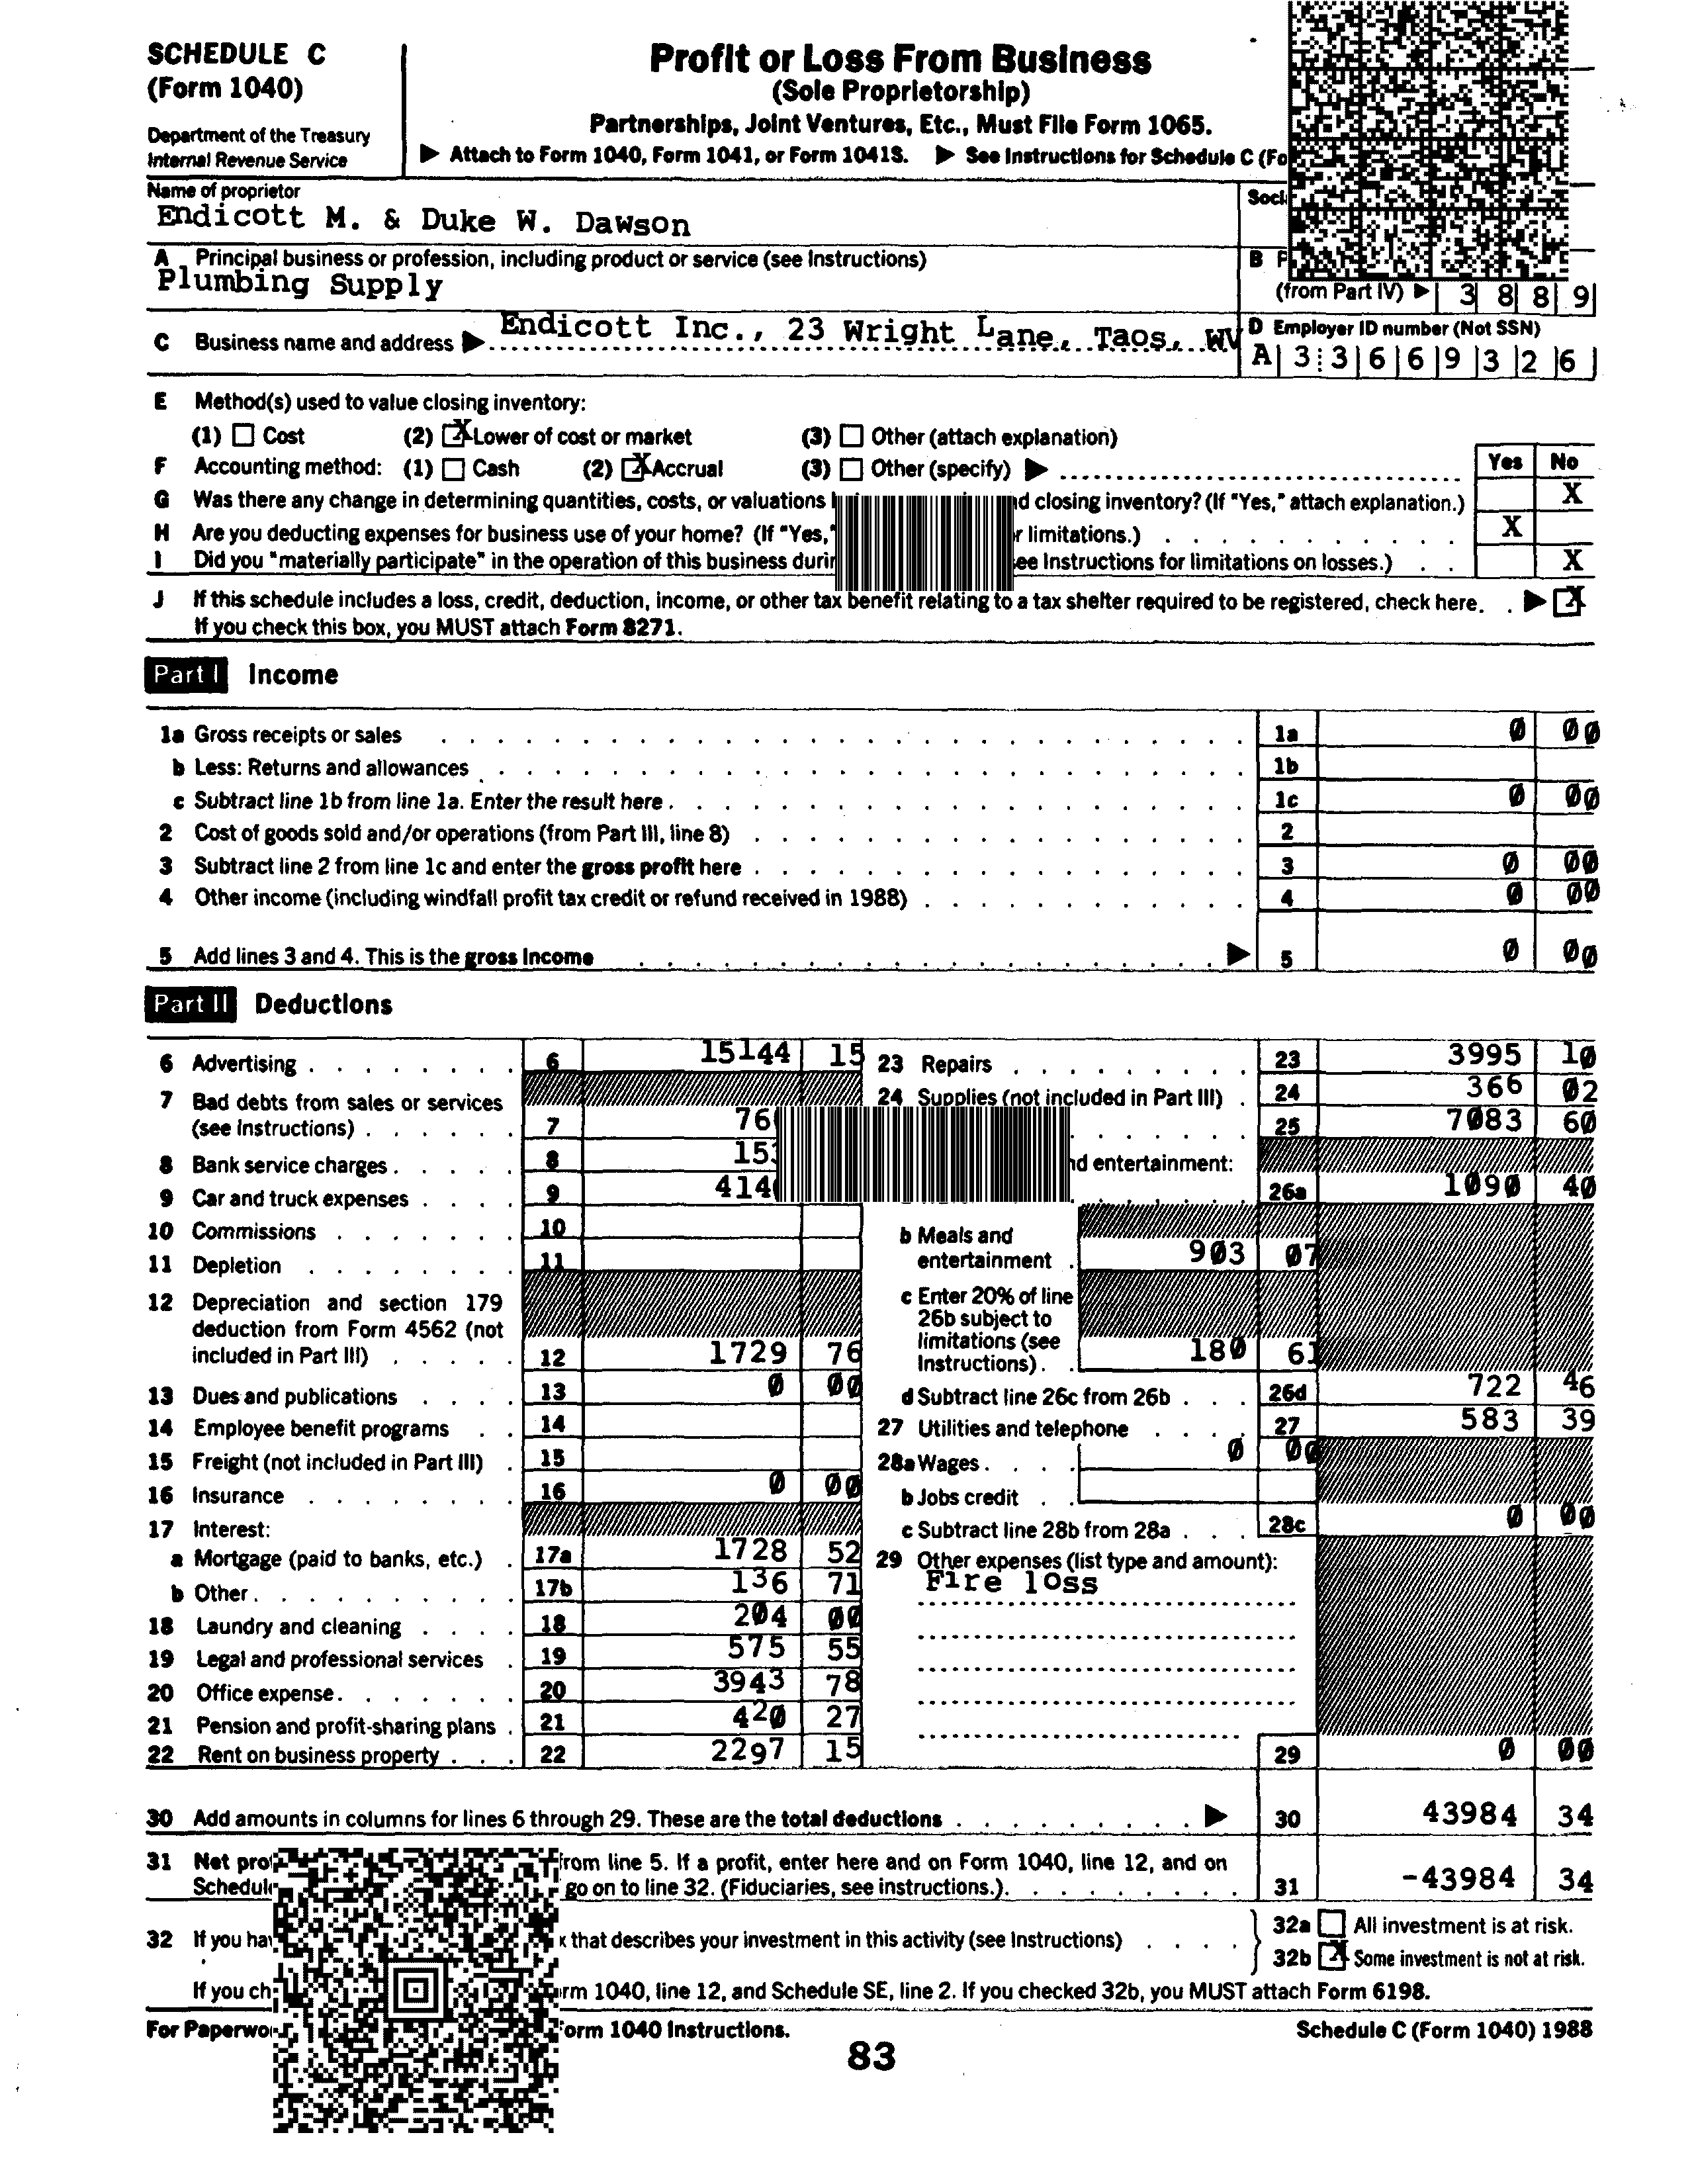 SCHEDULE C
(Form 1040)
Department of the Treasury
Internal Revenue Service
Profit or Loss From Business
(Sole Proprietorship)
Partnerships, Joint Ventures, Etc., Must File Form 1065.
▶ Attach to Form 1040, Form 1041, or Form 1041S. ▶ See Instructions for Schedule C
Name of proprietor
Endicott M. & Duke W. Dawson
A Principal business or profession, including product or service (see Instructions)
Plumbing Supply
B
(from Part IV) ▶ 3 8 8 9
C Business name and address ▶ Endicott Inc., 23 Wright Lane, Taos, WV
D Employer ID number (Not SSN)
A 3 3 6 6 9 3 2 6
E Method(s) used to value closing inventory:
(1) Cost (2) X Lower of cost or market (3) Other (attach explanation)
F Accounting method: (1) Cash (2) X Accrual (3) Other (specify) ▶
Yes No
G Was there any change in determining quantities, costs, or valuations closing inventory? (If "Yes," attach explanation.) X
H Are you deducting expenses for business use of your home? (If "Yes," limitations.) X
I Did you "materially participate" in the operation of this business Instructions for limitations on losses.) X
J If this schedule includes a loss, credit, deduction, income, or other tax benefit relating to a tax shelter required to be registered, check here. ▶ X
If you check this box, you MUST attach Form 8271.
Part I Income
1a Gross receipts or sales 1a 0 00
b Less: Returns and allowances 1b
c Subtract line 1b from line 1a. Enter the result here 1c 0 00
2 Cost of goods sold and/or operations (from Part III, line 8) 2
3 Subtract line 2 from line 1c and enter the gross profit here 3 0 00
4 Other income (including windfall profit tax credit or refund received in 1988) 4 0 00
5 Add lines 3 and 4. This is the gross income ▶ 5 0 00
Part II Deductions
6 Advertising 6 15144 15
7 Bad debts from sales or services
(see Instructions) 7
8 Bank service charges 8
9 Car and truck expenses 9
10 Commissions 10
11 Depletion 11
12 Depreciation and section 179
deduction from Form 4562 (not
included in Part III) 12 1729 76
13 Dues and publications 13 0 00
14 Employee benefit programs 14
15 Freight (not included in Part III) 15
16 Insurance 16 0 00
17 Interest:
a Mortgage (paid to banks, etc.) 17a 1728 52
b Other 17b 136 71
18 Laundry and cleaning 18 204 00
19 Legal and professional services 19 575 55
20 Office expense 20 3943 78
21 Pension and profit-sharing plans 21 420 27
22 Rent on business property 22 2297 15
23 Repairs 23 3995 10
24 Supplies (not included in Part III) 24 366 02
25 7083 60
entertainment:
26a 1090 40
b Meals and
entertainment 903 07
c Enter 20% of line
26b subject to
limitations (see
Instructions) 180 61
d Subtract line 26c from 26b 26d 722 46
27 Utilities and telephone 27 583 39
28a Wages 0 00
b Jobs credit
c Subtract line 28b from 28a 28c 0 00
29 Other expenses (list type and amount):
Fire loss
29 0 00
30 Add amounts in columns for lines 6 through 29. These are the total deductions ▶ 30 43984 34
31 Net from line 5. If a profit, enter here and on Form 1040, line 12, and on
go on to line 32. (Fiduciaries, see instructions.) 31 -43984 34
32 If you that describes your investment in this activity (see Instructions)
32a All investment is at risk.
32b X Some investment is not at risk.
If you 1040, line 12, and Schedule SE, line 2. If you checked 32b, you MUST attach Form 6198.
For 1040 Instructions.
Schedule C (Form 1040) 1988
83